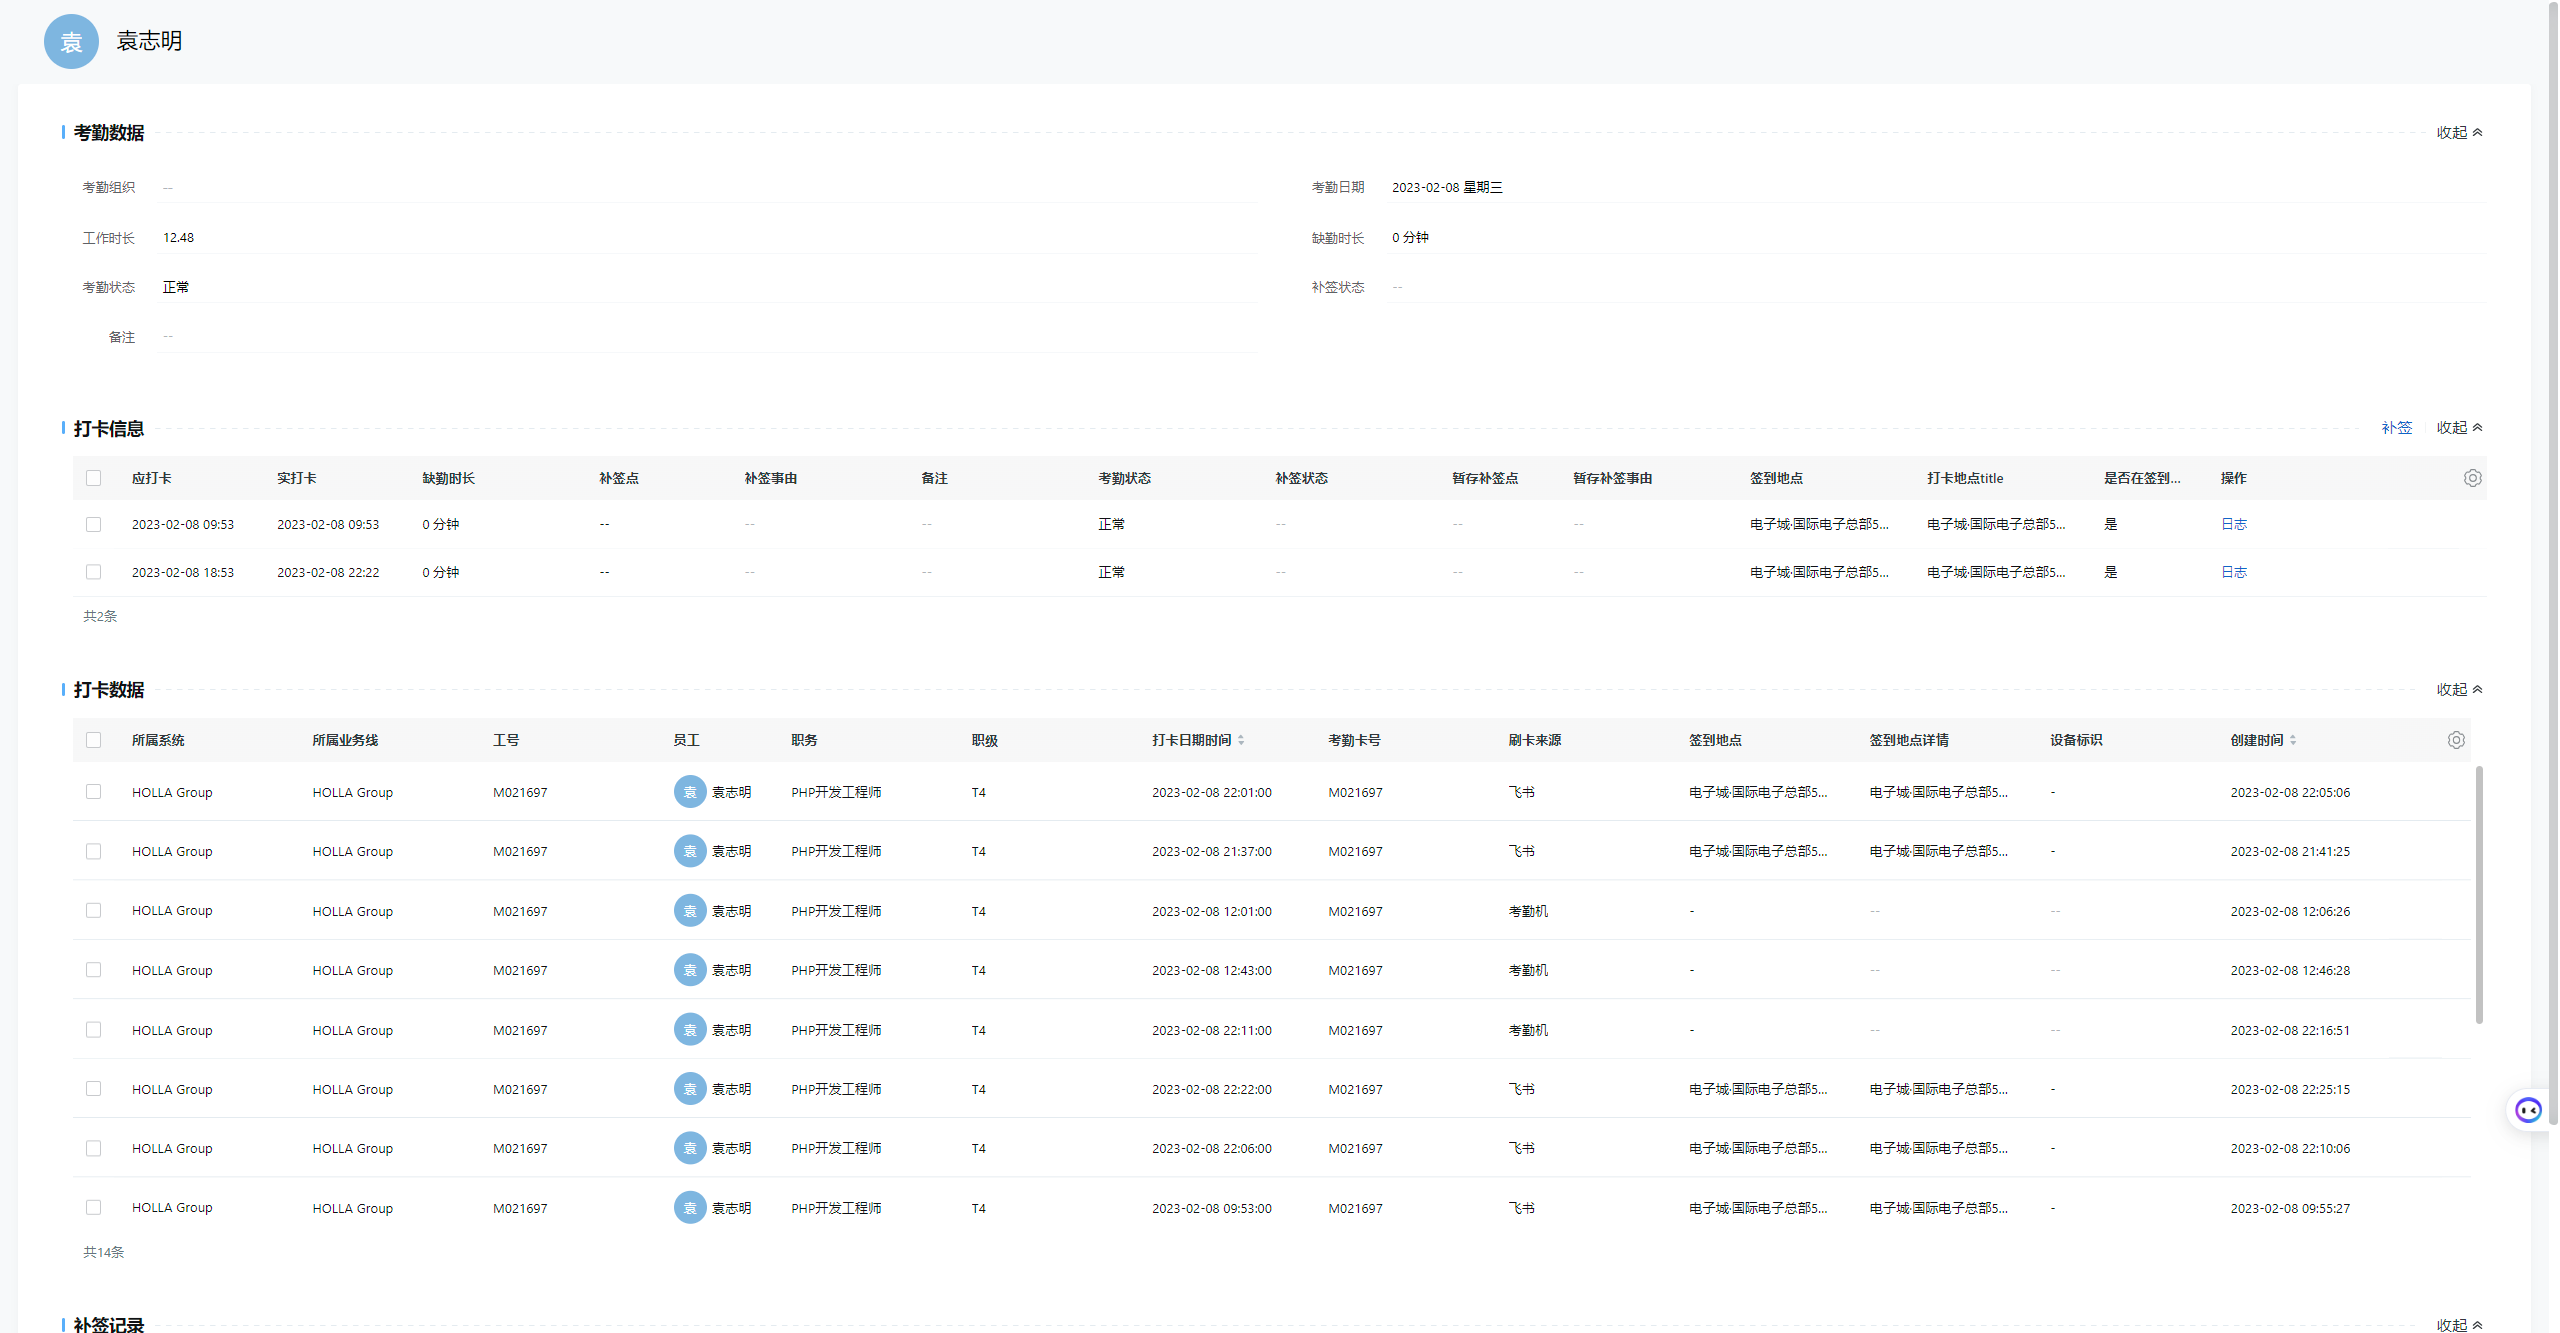 袁 袁志明
考勤数据 收起
考勤组织 -- 考勤日期 2023-02-08 星期三
工作时长 12.48 缺勤时长 0 分钟
考勤状态 正常 补签状态 --
备注 --
打卡信息 补签 收起
应打卡 实打卡 缺勤时长 补签点 补签事由 备注 考勤状态 补签状态 暂存补签点 暂存补签事由 签到地点 打卡地点title 是否在签到... 操作
2023-02-08 09:53 2023-02-08 09:53 0 分钟 -- -- -- 正常 -- -- -- 电子城·国际电子总部5... 电子城·国际电子总部5... 是 日志
2023-02-08 18:53 2023-02-08 22:22 0 分钟 -- -- -- 正常 -- -- -- 电子城·国际电子总部5... 电子城·国际电子总部5... 是 日志
共2条
打卡数据 收起
所属系统 所属业务线 工号 员工 职务 职级 打卡日期时间 考勤卡号 刷卡来源 签到地点 签到地点详情 设备标识 创建时间
HOLLA Group HOLLA Group M021697 袁 袁志明 PHP开发工程师 T4 2023-02-08 22:01:00 M021697 飞书 电子城·国际电子总部5... 电子城·国际电子总部5... - 2023-02-08 22:05:06
HOLLA Group HOLLA Group M021697 袁 袁志明 PHP开发工程师 T4 2023-02-08 21:37:00 M021697 飞书 电子城·国际电子总部5... 电子城·国际电子总部5... - 2023-02-08 21:41:25
HOLLA Group HOLLA Group M021697 袁 袁志明 PHP开发工程师 T4 2023-02-08 12:01:00 M021697 考勤机 - -- -- 2023-02-08 12:06:26
HOLLA Group HOLLA Group M021697 袁 袁志明 PHP开发工程师 T4 2023-02-08 12:43:00 M021697 考勤机 - -- -- 2023-02-08 12:46:28
HOLLA Group HOLLA Group M021697 袁 袁志明 PHP开发工程师 T4 2023-02-08 22:11:00 M021697 考勤机 - -- -- 2023-02-08 22:16:51
HOLLA Group HOLLA Group M021697 袁 袁志明 PHP开发工程师 T4 2023-02-08 22:22:00 M021697 飞书 电子城·国际电子总部5... 电子城·国际电子总部5... - 2023-02-08 22:25:15
HOLLA Group HOLLA Group M021697 袁 袁志明 PHP开发工程师 T4 2023-02-08 22:06:00 M021697 飞书 电子城·国际电子总部5... 电子城·国际电子总部5... - 2023-02-08 22:10:06
HOLLA Group HOLLA Group M021697 袁 袁志明 PHP开发工程师 T4 2023-02-08 09:53:00 M021697 飞书 电子城·国际电子总部5... 电子城·国际电子总部5... - 2023-02-08 09:55:27
共14条
补签记录 收起